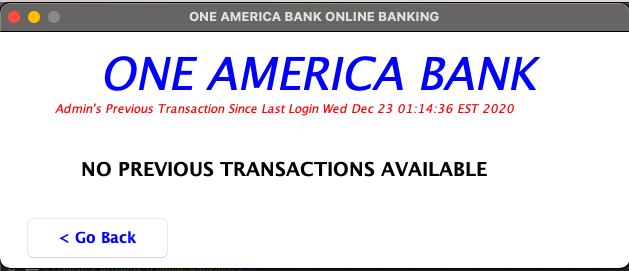 ONE AMERICA BANK ONLINE BANKING
ONE AMERICA BANK
Admin's Previous Transaction Since Last Login Wed Dec 23 01:14:36 EST 2020
NO PREVIOUS TRANSACTIONS AVAILABLE
< Go Back